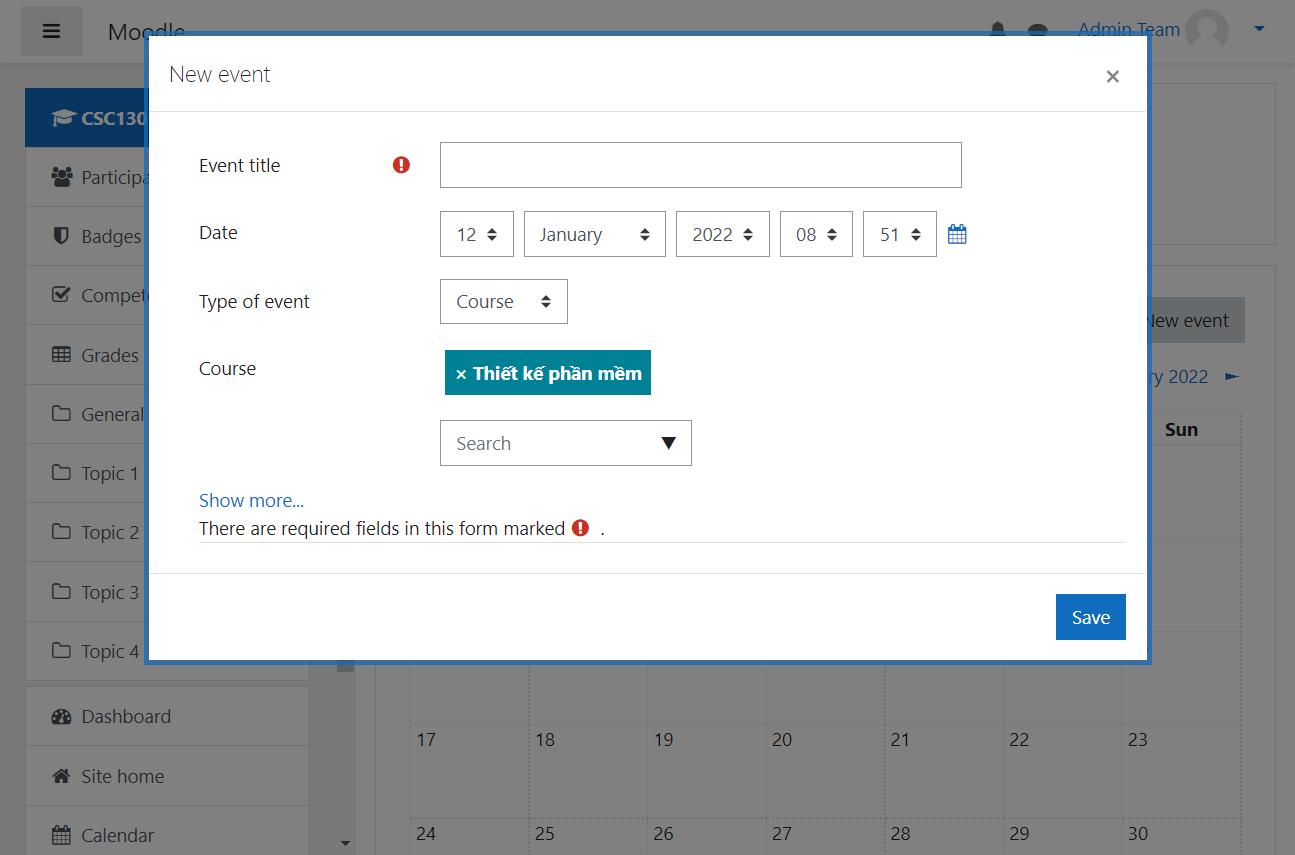 Moodle
Admin Team
New event
×
CSC130
Participa
Badges
Compet
Grades
General
Topic 1
Topic 2
Topic 3
Topic 4
Dashboard
Site home
Calendar
Event title
Date
12
January
2022
08
51
Type of event
Course
Course
× Thiết kế phần mềm
Search
Show more...
There are required fields in this form marked .
Save
New event
ry 2022 ►
Sun
17 18 19 20 21 22 23
24 25 26 27 28 29 30